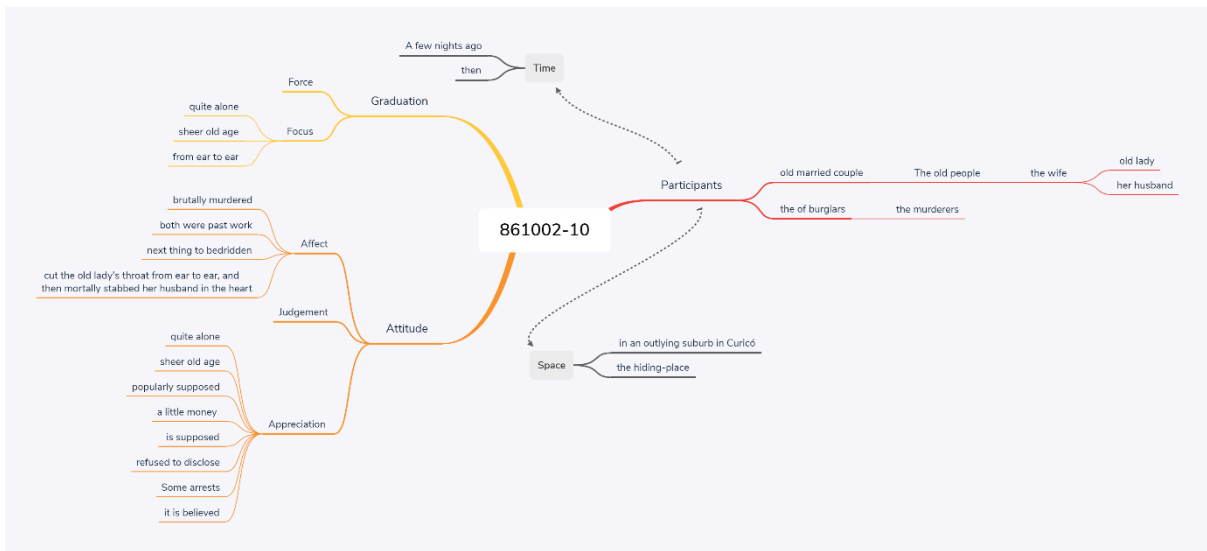 861002-10
Graduation
Force
Focus
quite alone
sheer old age
from ear to ear
Attitude
Affect
brutally murdered
both were past work
next thing to bedridden
cut the old lady's throat from ear to ear, and
then mortally stabbed her husband in the heart
Judgement
Appreciation
quite alone
sheer old age
popularly supposed
a little money
is supposed
refused to disclose
Some arrests
it is believed
Time
A few nights ago
then
Participants
old married couple
The old people
the wife
old lady
her husband
the of burglars
the murderers
Space
in an outlying suburb in Curicó
the hiding-place